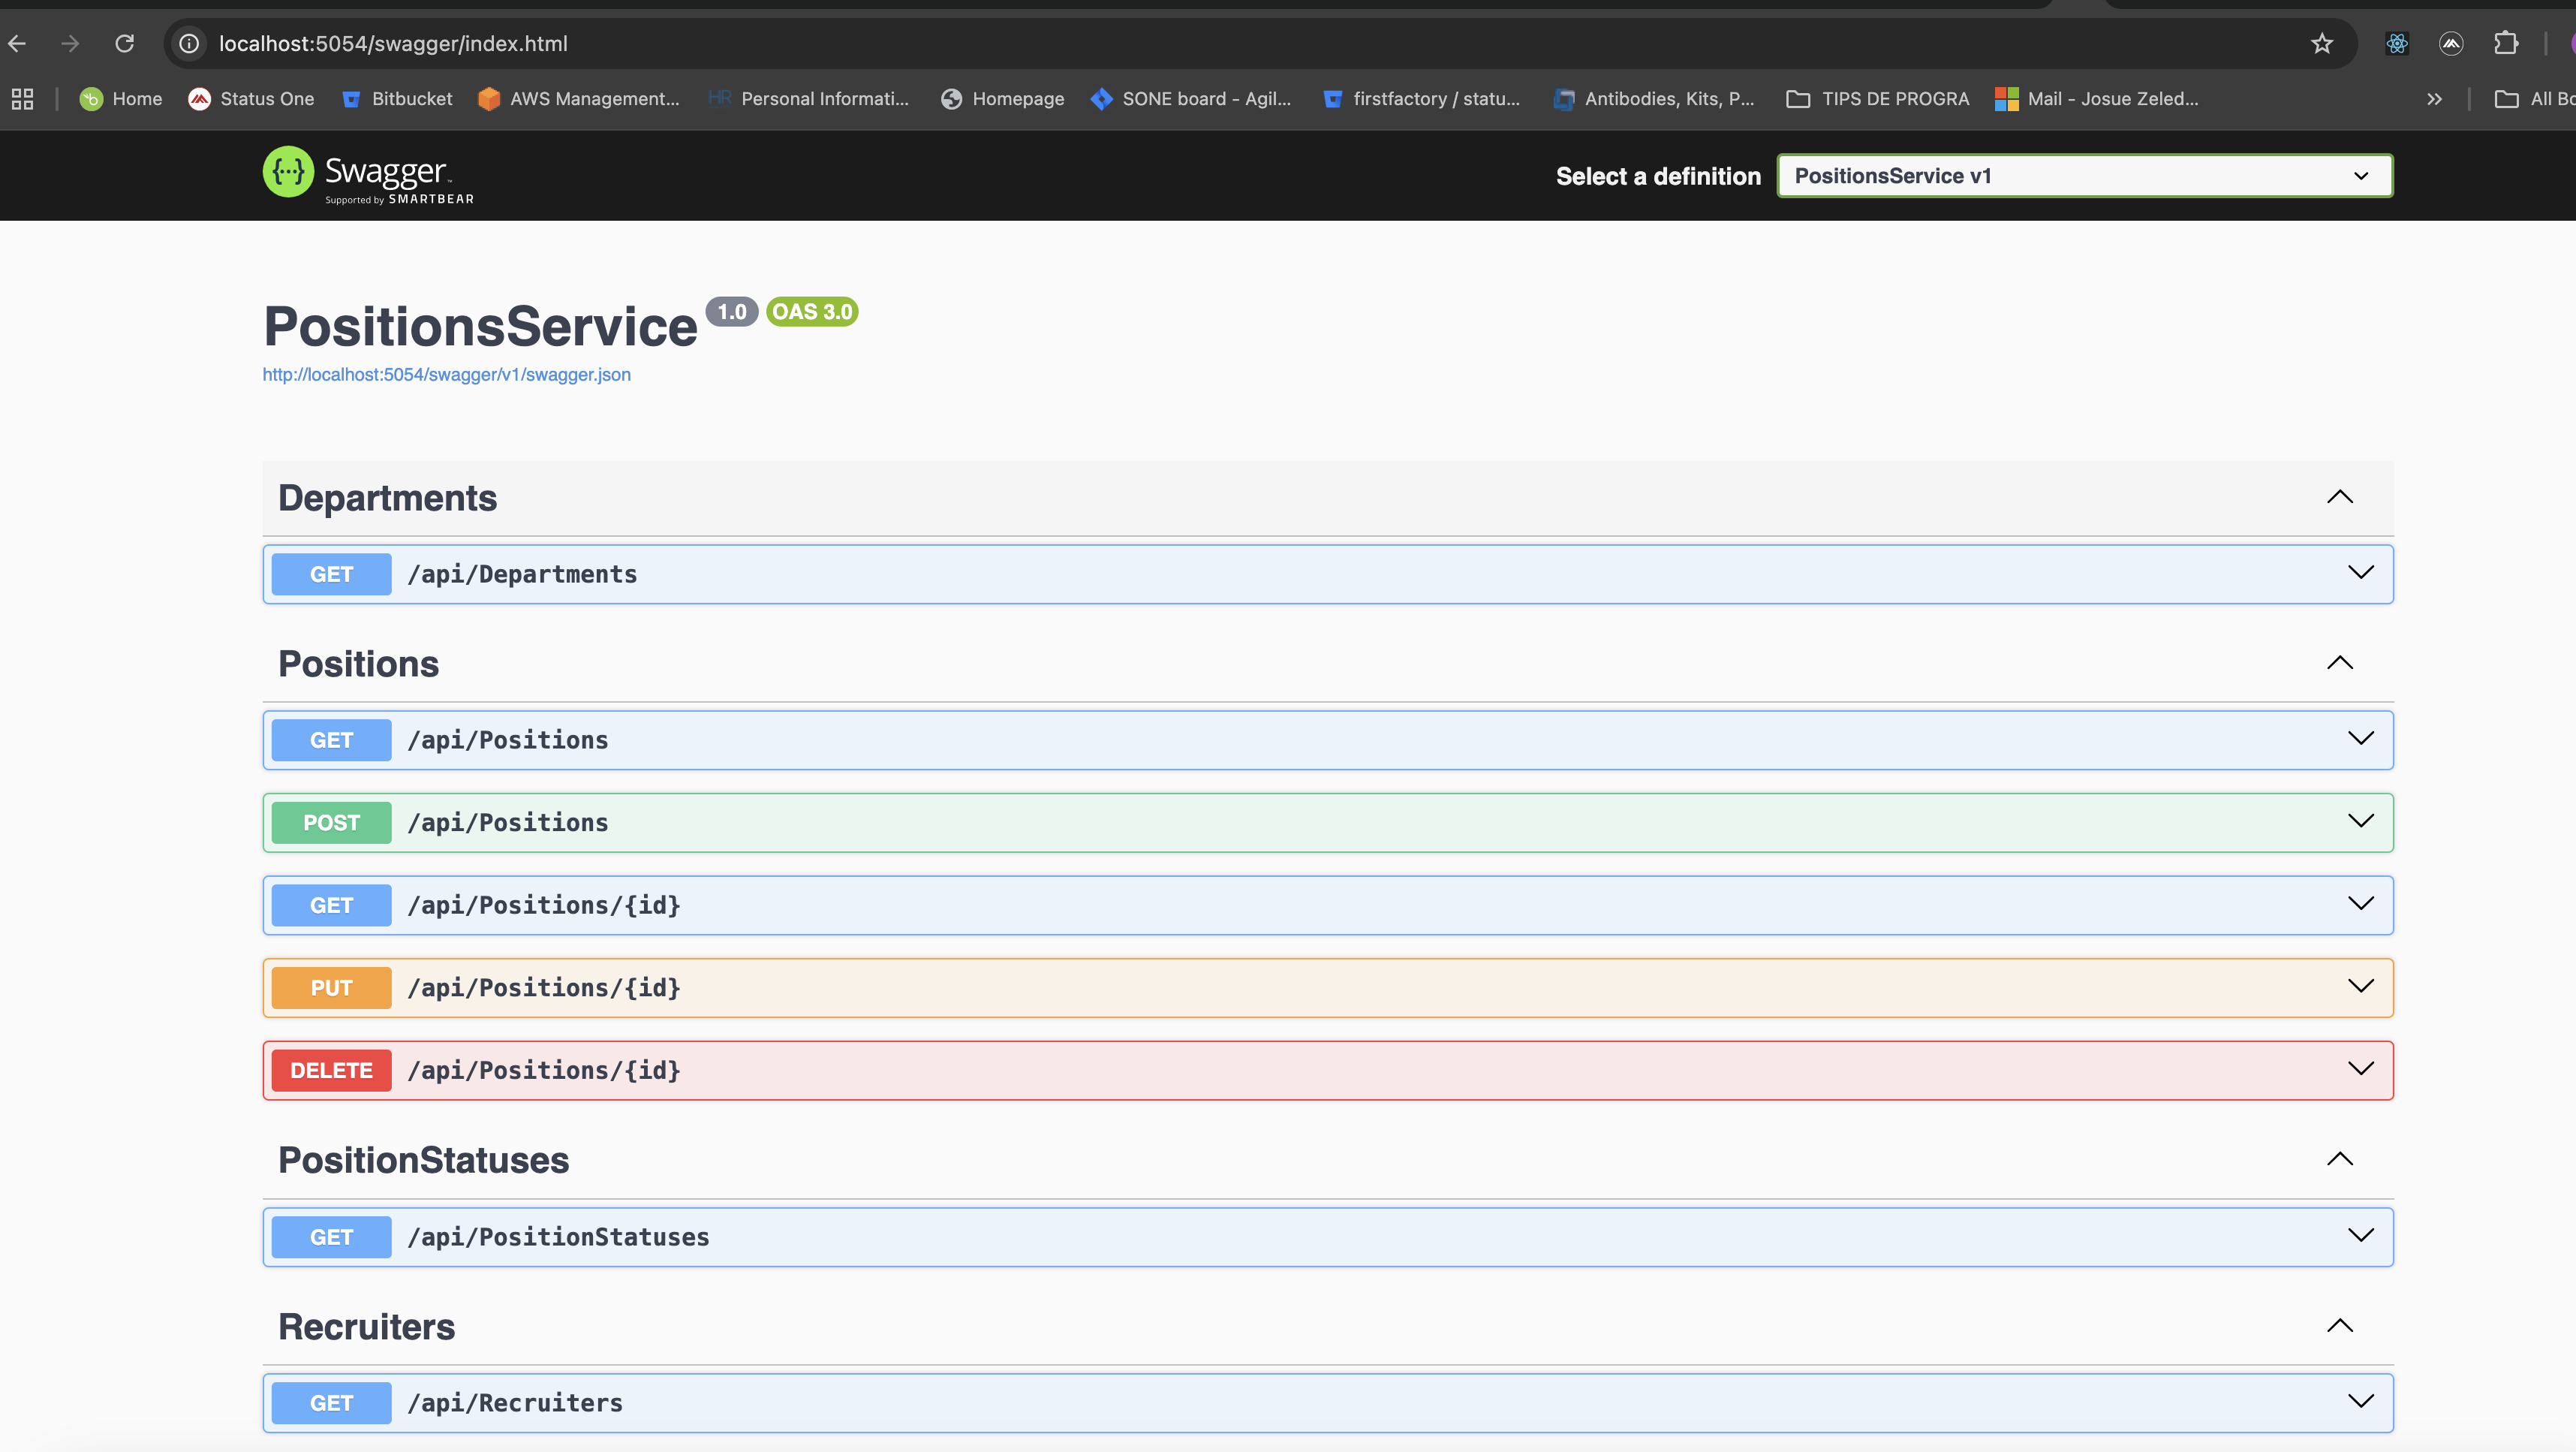 localhost:5054/swagger/index.html
Home Status One Bitbucket AWS Management... HR Personal Informati... Homepage SONE board - Agil... firstfactory / statu... Antibodies, Kits, P... TIPS DE PROGRA Mail - Josue Zeled... » All Bo
{···} Swagger™ Select a definition PositionsService v1
Supported by SMARTBEAR
PositionsService 1.0 OAS 3.0
http://localhost:5054/swagger/v1/swagger.json
Departments
GET /api/Departments
Positions
GET /api/Positions
POST /api/Positions
GET /api/Positions/{id}
PUT /api/Positions/{id}
DELETE /api/Positions/{id}
PositionStatuses
GET /api/PositionStatuses
Recruiters
GET /api/Recruiters